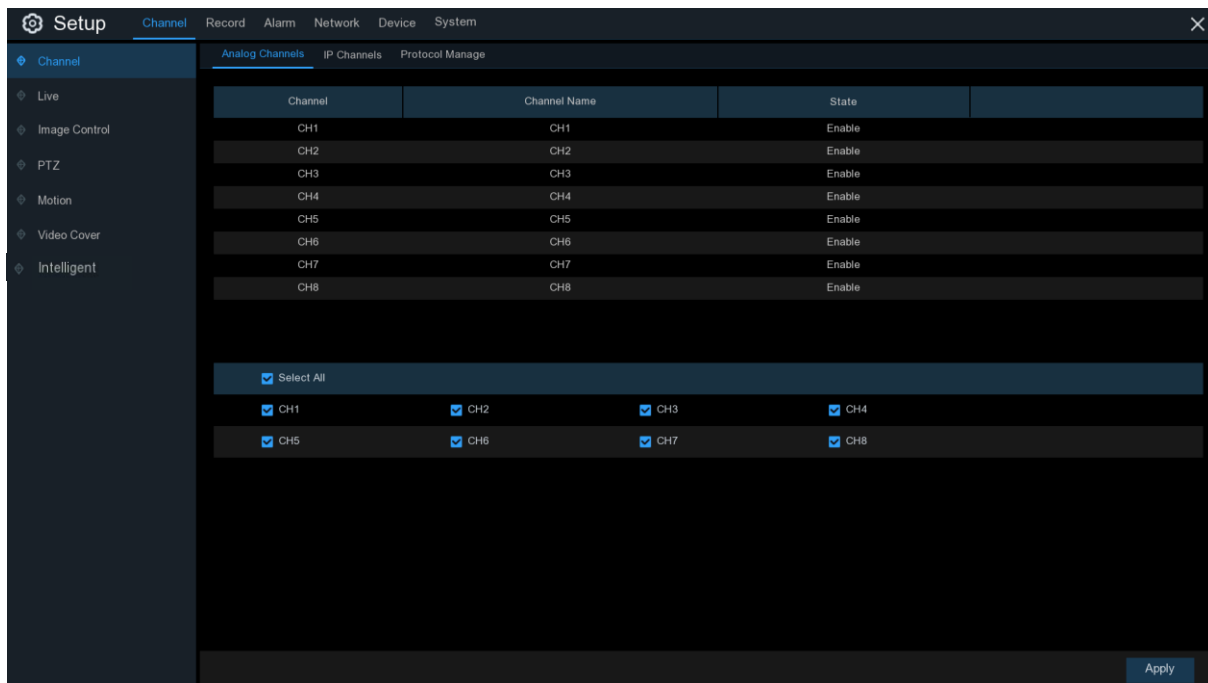 Setup Channel Record Alarm Network Device System
Analog Channels IP Channels Protocol Manage
Channel
Live
Image Control
PTZ
Motion
Video Cover
Intelligent
Channel Channel Name State
CH1 CH1 Enable
CH2 CH2 Enable
CH3 CH3 Enable
CH4 CH4 Enable
CH5 CH5 Enable
CH6 CH6 Enable
CH7 CH7 Enable
CH8 CH8 Enable
Select All
CH1 CH2 CH3 CH4
CH5 CH6 CH7 CH8
Apply